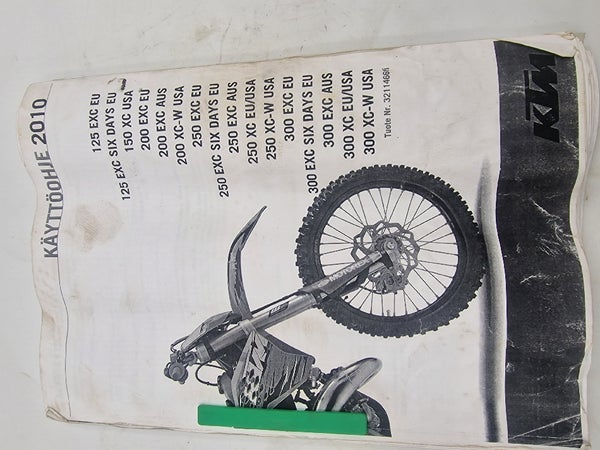 KÄYTTÖOHJE 2010
125 EXC EU
125 EXC SIX DAYS EU
150 XC USA
200 EXC EU
200 EXC AUS
200 XC-W USA
250 EXC EU
250 EXC SIX DAYS EU
250 EXC AUS
250 XC EU/USA
250 XC-W USA
300 EXC EU
300 EXC SIX DAYS EU
300 EXC AUS
300 XC EU/USA
300 XC-W USA
Tuote Nr. 3211466fi
KTM